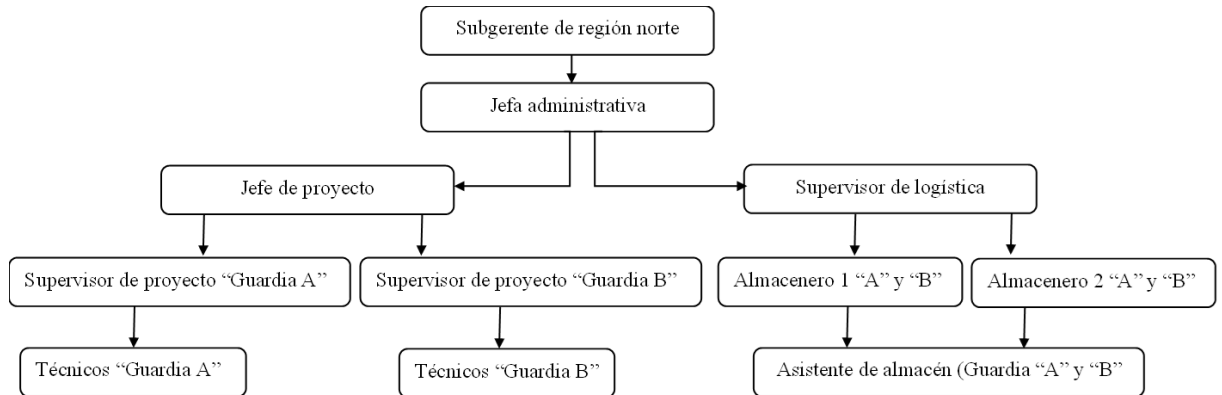 Subgerente de región norte
Jefa administrativa
Jefe de proyecto
Supervisor de logística
Supervisor de proyecto “Guardia A”
Supervisor de proyecto “Guardia B”
Almacenero 1 “A” y “B”
Almacenero 2 “A” y “B”
Técnicos “Guardia A”
Técnicos “Guardia B”
Asistente de almacén (Guardia “A” y “B”